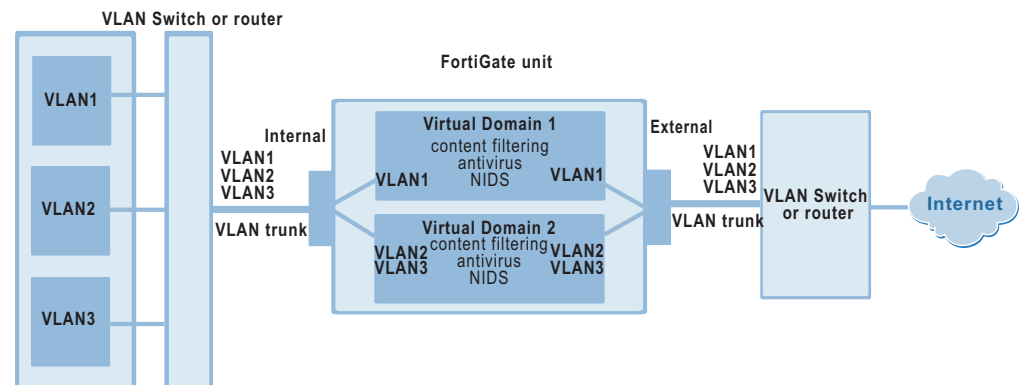 VLAN Switch or router
FortiGate unit
VLAN1
VLAN2
VLAN3
Internal
VLAN1
VLAN2
VLAN3
VLAN trunk
Virtual Domain 1
content filtering
antivirus
NIDS
VLAN1
VLAN1
Virtual Domain 2
content filtering
antivirus
NIDS
VLAN2
VLAN3
VLAN2
VLAN3
External
VLAN1
VLAN2
VLAN3
VLAN trunk
VLAN Switch
or router
Internet